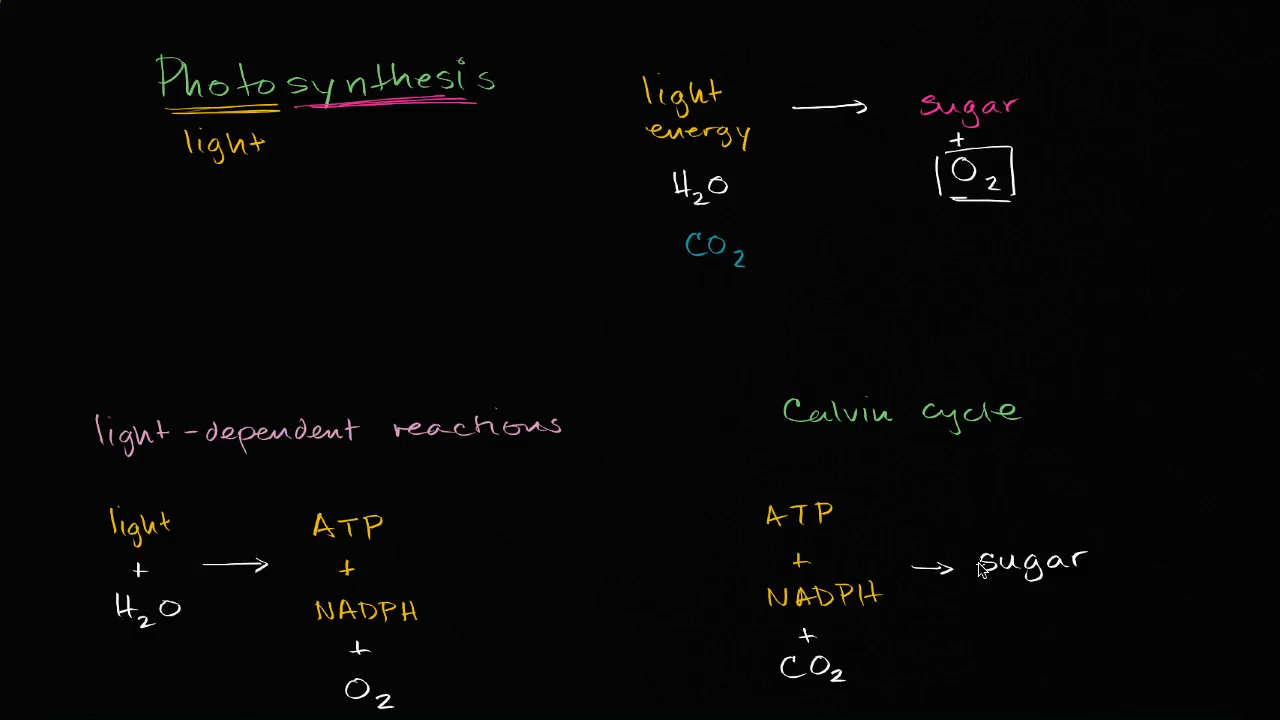 Photosynthesis
light
light
energy
H2O
CO2
→
sugar
+
O2
light-dependent reactions
light
+
H2O
→
ATP
+
NADPH
+
O2
Calvin cycle
ATP
+
NADPH
+
CO2
→
sugar